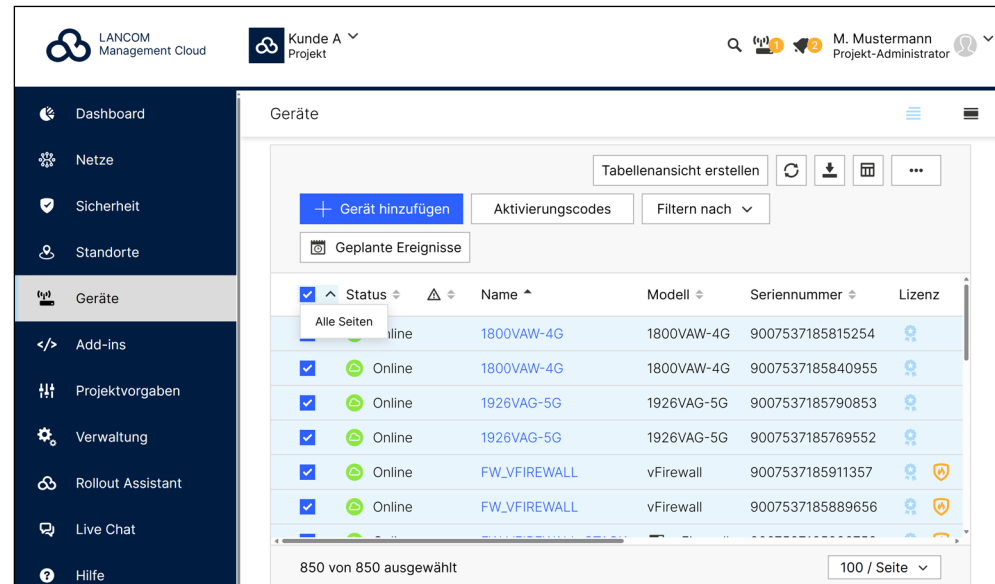 LANCOM
Management Cloud
Kunde A
Projekt
1
2
M. Mustermann
Projekt-Administrator
Dashboard
Netze
Sicherheit
Standorte
Geräte
Add-ins
Projektvorgaben
Verwaltung
Rollout Assistant
Live Chat
Hilfe
Geräte
Tabellenansicht erstellen
Gerät hinzufügen
Aktivierungscodes
Filtern nach
Geplante Ereignisse
Status Name Modell Seriennummer Lizenz
Alle Seiten
1800VAW-4G 1800VAW-4G 9007537185815254
Online 1800VAW-4G 1800VAW-4G 9007537185840955
Online 1926VAG-5G 1926VAG-5G 9007537185790853
Online 1926VAG-5G 1926VAG-5G 9007537185769552
Online FW_VFIREWALL vFirewall 9007537185911357
Online FW_VFIREWALL vFirewall 9007537185889656
850 von 850 ausgewählt
100 / Seite